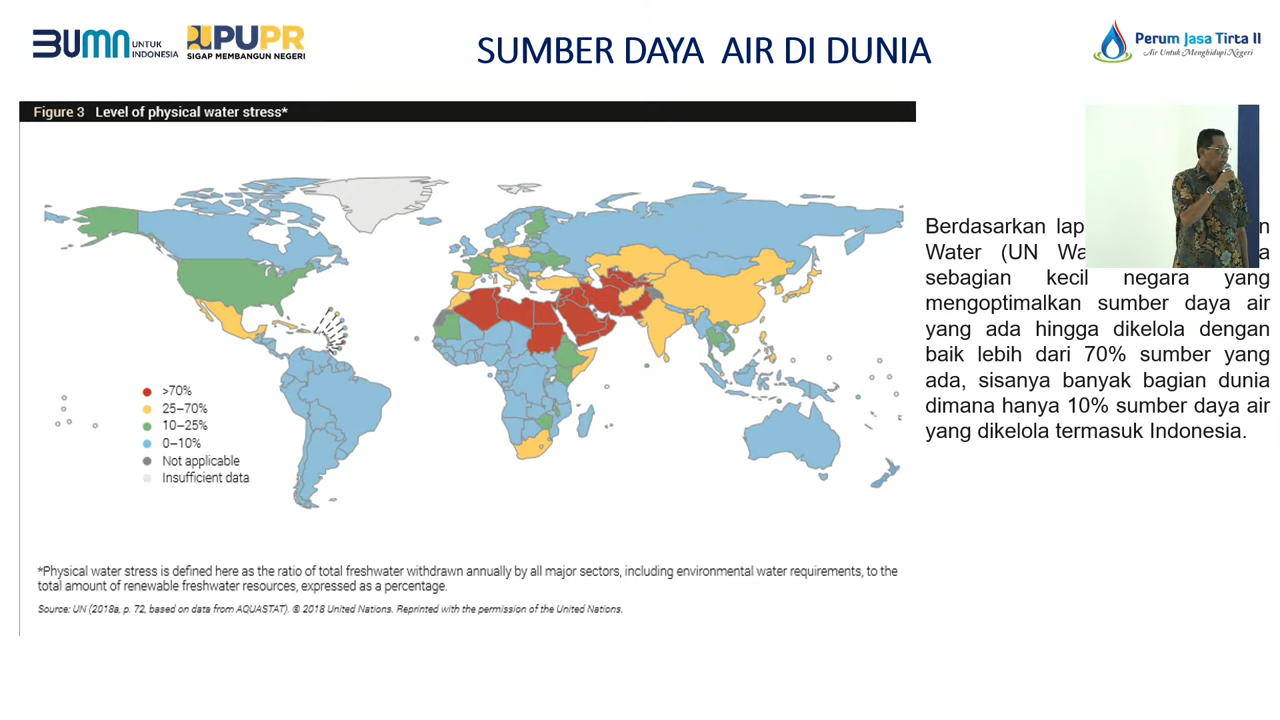 BUMN UNTUK INDONESIA
PUPR
SIGAP MEMBANGUN NEGERI
SUMBER DAYA AIR DI DUNIA
Perum Jasa Tirta II
Air Untuk Menghidupi Negeri
Figure 3 Level of physical water stress*
>70%
25–70%
10–25%
0–10%
Not applicable
Insufficient data
*Physical water stress is defined here as the ratio of total freshwater withdrawn annually by all major sectors, including environmental water requirements, to the
total amount of renewable freshwater resources, expressed as a percentage.
Source: UN (2018a, p. 72, based on data from AQUASTAT). © 2018 United Nations. Reprinted with the permission of the United Nations.
Berdasarkan
Water (UN
sebagian kecil negara yang
mengoptimalkan sumber daya air
yang ada hingga dikelola dengan
baik lebih dari 70% sumber yang
ada, sisanya banyak bagian dunia
dimana hanya 10% sumber daya air
yang dikelola termasuk Indonesia.